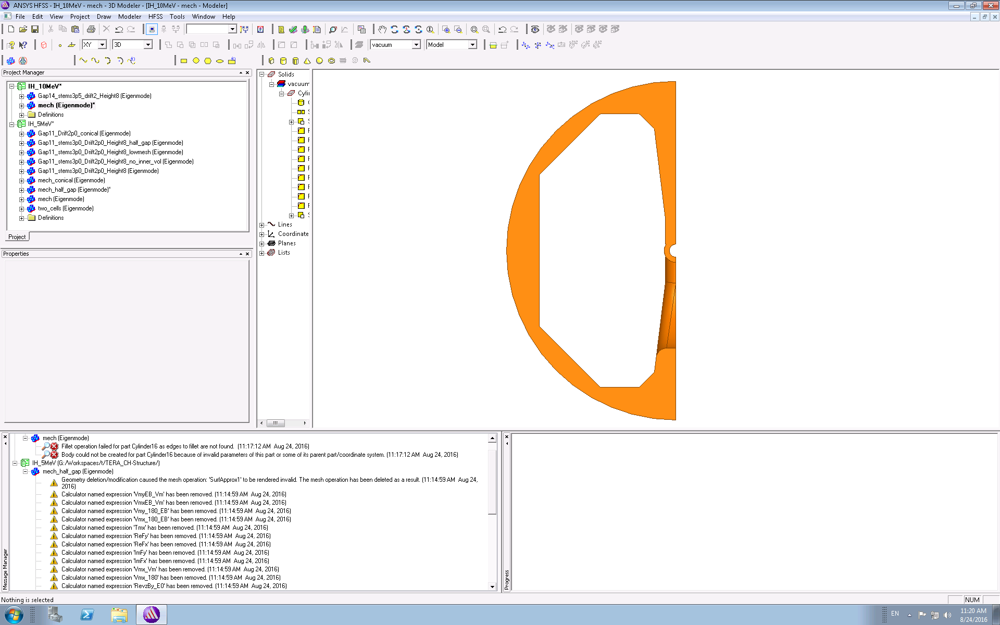 ANSYS HFSS - IH_10MeV - mech - 3D Modeler - [IH_10MeV - mech - Modeler]
File Edit View Project Draw Modeler HFSS Tools Window Help
XY 3D vacuum Model
Project Manager
IH_10MeV*
Gap14_stems3p5_drift2_Height8 (Eigenmode)
mech (Eigenmode)*
Definitions
IH_5MeV*
Gap11_Drift2p0_conical (Eigenmode)
Gap11_stems3p0_Drift2p0_Height8_half_gap (Eigenmode)
Gap11_stems3p0_Drift2p0_Height8_lowmesh (Eigenmode)
Gap11_stems3p0_Drift2p0_Height8_no_inner_vol (Eigenmode)
Gap11_stems3p0_Drift2p0_Height8 (Eigenmode)
mech_conical (Eigenmode)
mech_half_gap (Eigenmode)*
mech (Eigenmode)
two_cells (Eigenmode)
Definitions
Project
Properties
Solids
vacuum
Cylin
Lines
Coordinate
Planes
Lists
mech (Eigenmode)
Fillet operation failed for part Cylinder16 as edges to fillet are not found. (11:17:12 AM Aug 24, 2016)
Body could not be created for part Cylinder16 because of invalid parameters of this part or some of its parent part/coordinate system. (11:17:12 AM Aug 24, 2016)
IH_5MeV (G:/Workspaces/t/TERA_CH-Structure/)
mech_half_gap (Eigenmode)
Geometry deletion/modification caused the mesh operation: 'SurfApprox1' to be rendered invalid. The mesh operation has been deleted as a result. (11:14:59 AM Aug 24,
2016)
Calculator named expression 'VmyEB_Vm' has been removed. (11:14:59 AM Aug 24, 2016)
Calculator named expression 'VmxEB_Vm' has been removed. (11:14:59 AM Aug 24, 2016)
Calculator named expression 'Vmy_180_EB' has been removed. (11:14:59 AM Aug 24, 2016)
Calculator named expression 'Vmx_180_EB' has been removed. (11:14:59 AM Aug 24, 2016)
Calculator named expression 'Tmx' has been removed. (11:14:59 AM Aug 24, 2016)
Calculator named expression 'ReFy' has been removed. (11:14:59 AM Aug 24, 2016)
Calculator named expression 'ReFx' has been removed. (11:14:59 AM Aug 24, 2016)
Calculator named expression 'ImFy' has been removed. (11:14:59 AM Aug 24, 2016)
Calculator named expression 'ImFx' has been removed. (11:14:59 AM Aug 24, 2016)
Calculator named expression 'Vmx_Vm' has been removed. (11:14:59 AM Aug 24, 2016)
Calculator named expression 'Vmx_180' has been removed. (11:14:59 AM Aug 24, 2016)
Calculator named expression 'RevzBy_E0' has been removed. (11:14:59 AM Aug 24, 2016)
Message Manager
Progress
Nothing is selected
NUM
EN
11:20 AM
8/24/2016